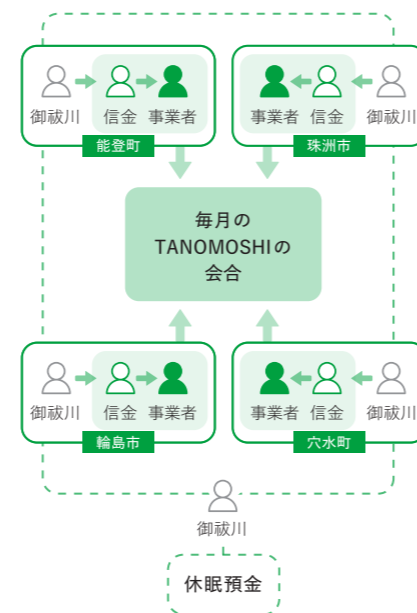 御祓川 信金 事業者
能登町
事業者 信金 御祓川
珠洲市
毎月の
TANOMOSHIの
会合
御祓川 信金 事業者
輪島市
事業者 信金 御祓川
穴水町
御祓川
休眠預金